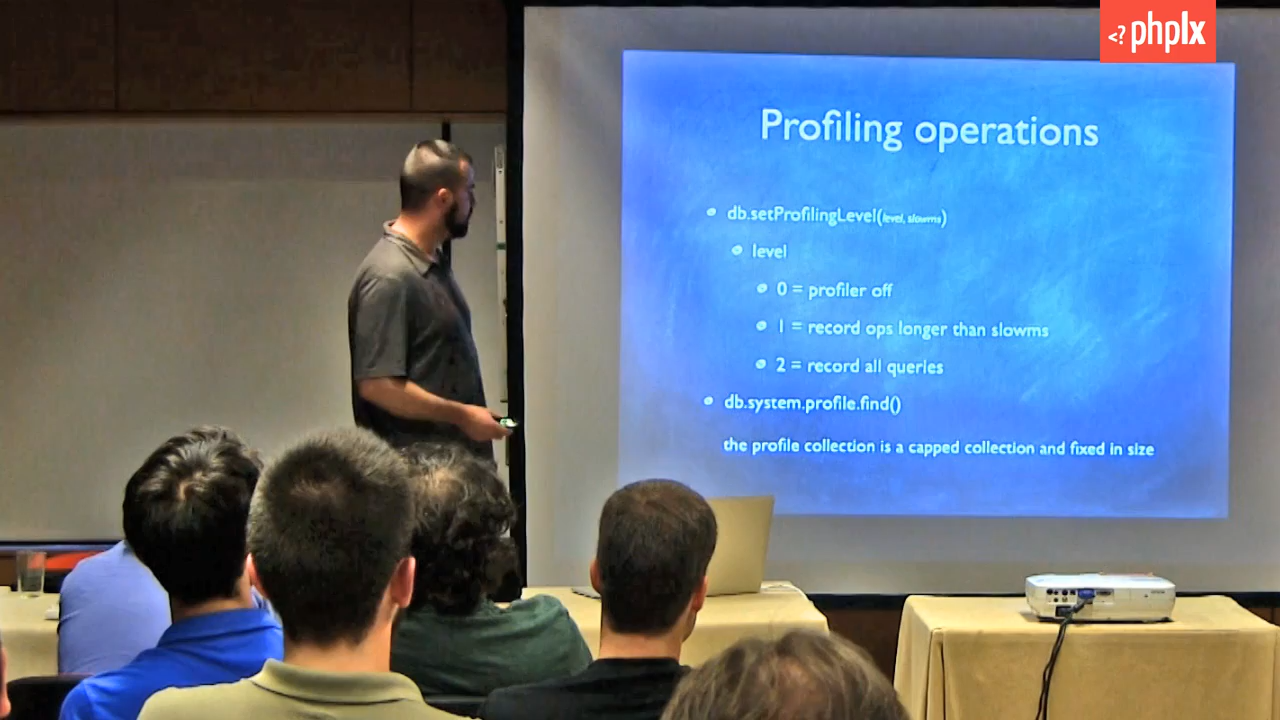 <? phplx
Profiling operations
db.setProfilingLevel(level, slowms)
level
0 = profiler off
1 = record ops longer than slowms
2 = record all queries
db.system.profile.find()
the profile collection is a capped collection and fixed in size